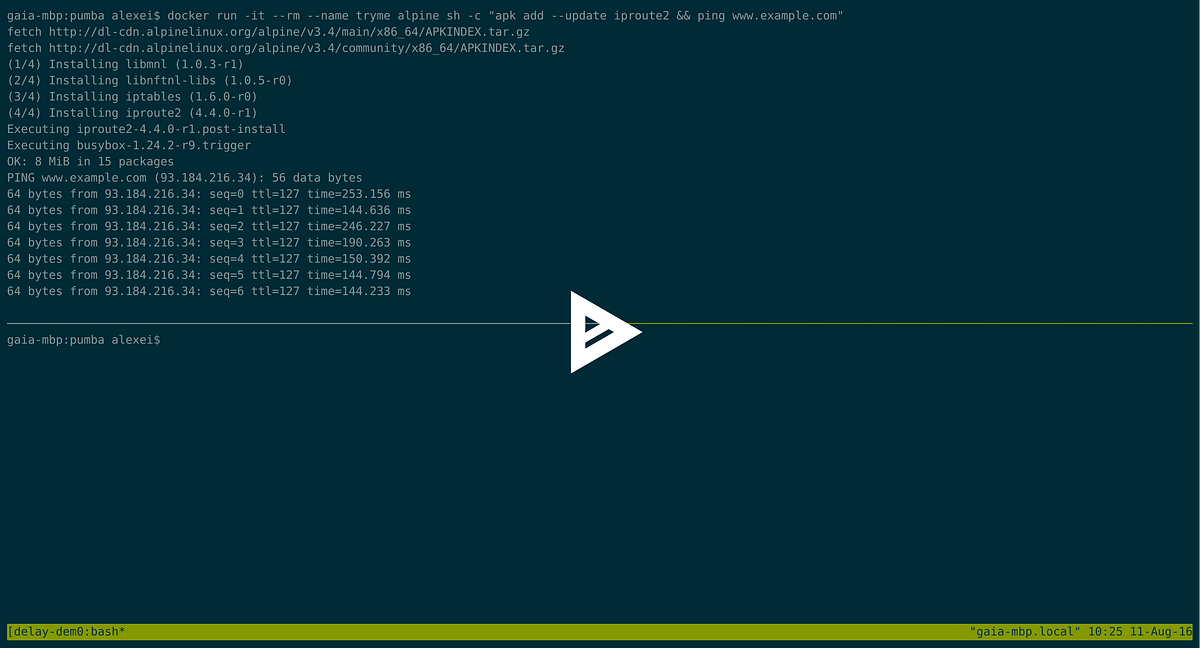 gaia-mbp:pumba alexei$ docker run -it --rm --name tryme alpine sh -c "apk add --update iproute2 && ping www.example.com"
fetch http://dl-cdn.alpinelinux.org/alpine/v3.4/main/x86_64/APKINDEX.tar.gz
fetch http://dl-cdn.alpinelinux.org/alpine/v3.4/community/x86_64/APKINDEX.tar.gz
(1/4) Installing libmnl (1.0.3-r1)
(2/4) Installing libnftnl-libs (1.0.5-r0)
(3/4) Installing iptables (1.6.0-r0)
(4/4) Installing iproute2 (4.4.0-r1)
Executing iproute2-4.4.0-r1.post-install
Executing busybox-1.24.2-r9.trigger
OK: 8 MiB in 15 packages
PING www.example.com (93.184.216.34): 56 data bytes
64 bytes from 93.184.216.34: seq=0 ttl=127 time=253.156 ms
64 bytes from 93.184.216.34: seq=1 ttl=127 time=144.636 ms
64 bytes from 93.184.216.34: seq=2 ttl=127 time=246.227 ms
64 bytes from 93.184.216.34: seq=3 ttl=127 time=190.263 ms
64 bytes from 93.184.216.34: seq=4 ttl=127 time=150.392 ms
64 bytes from 93.184.216.34: seq=5 ttl=127 time=144.794 ms
64 bytes from 93.184.216.34: seq=6 ttl=127 time=144.233 ms
gaia-mbp:pumba alexei$
[delay-dem0:bash* "gaia-mbp.local" 10:25 11-Aug-16